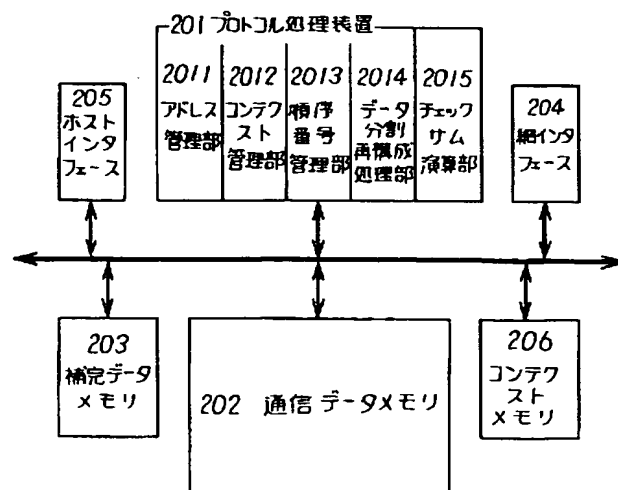 201プロトコル処理装置
205
ホスト
インタ
フェース
2011
アドレス
管理部
2012
コンテク
スト
管理部
2013
順序
番号
管理部
2014
データ
分割
再構成
処理部
2015
チェック
サム
演算部
204
網インタ
フェース
203
補完データ
メモリ
202 通信データメモリ
206
コンテク
スト
メモリ